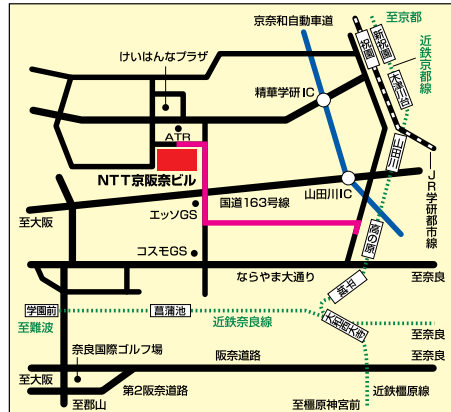 京奈和自動車道
至京都
近鉄京都線
新祝園
祝園
木津川台
けいはんなプラザ
精華学研IC
ATR
山田川
NTT京阪奈ビル
JR学研都市線
山田川IC
エッソGS
国道163号線
至大阪
高の原
コスモGS
ならやま大通り
至奈良
平城
学園前
菖蒲池
近鉄奈良線
大和西大寺
至難波
至奈良
奈良国際ゴルフ場
阪奈道路
至奈良
至大阪
第2阪奈道路
近鉄橿原線
至郡山
至橿原神宮前